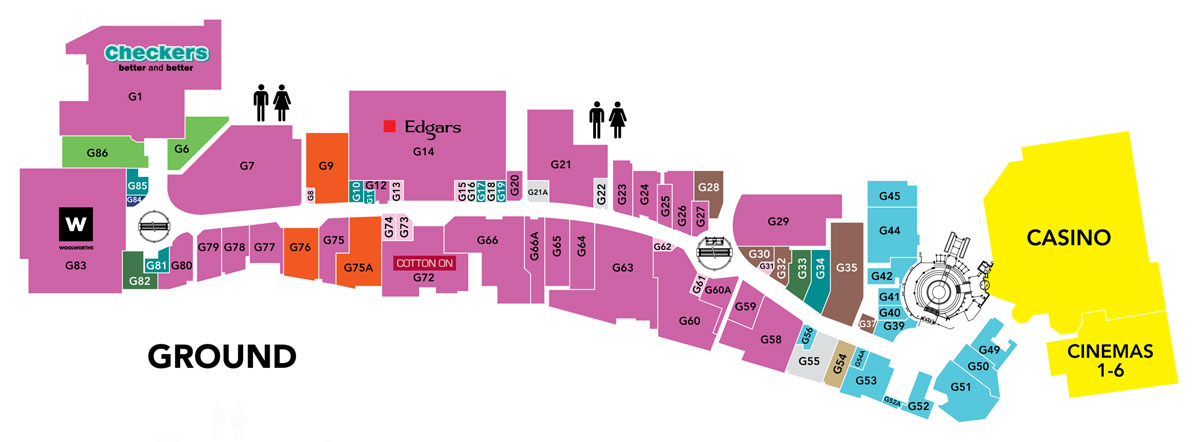 Checkers
better and better
G1
G86
G6
G7
G85
G84
W
WOOLWORTHS
G83
G82
G81
G80
G79
G78
G77
G76
G75
G75A
G9
G8
Edgars
G14
G10
G11
G12
G13
G15
G16
G17
G18
G19
G20
G74
G73
COTTON ON
G72
G66
G66A
G65
G64
G63
G21
G21A
G22
G23
G24
G25
G26
G27
G28
G62
G61
G60A
G60
G59
G58
G29
G30
G31
G32
G33
G34
G35
G37
G56
G55
G54
G54A
G53
G52A
G52
G45
G44
G42
G41
G40
G39
G49
G50
G51
CASINO
CINEMAS
1-6
GROUND